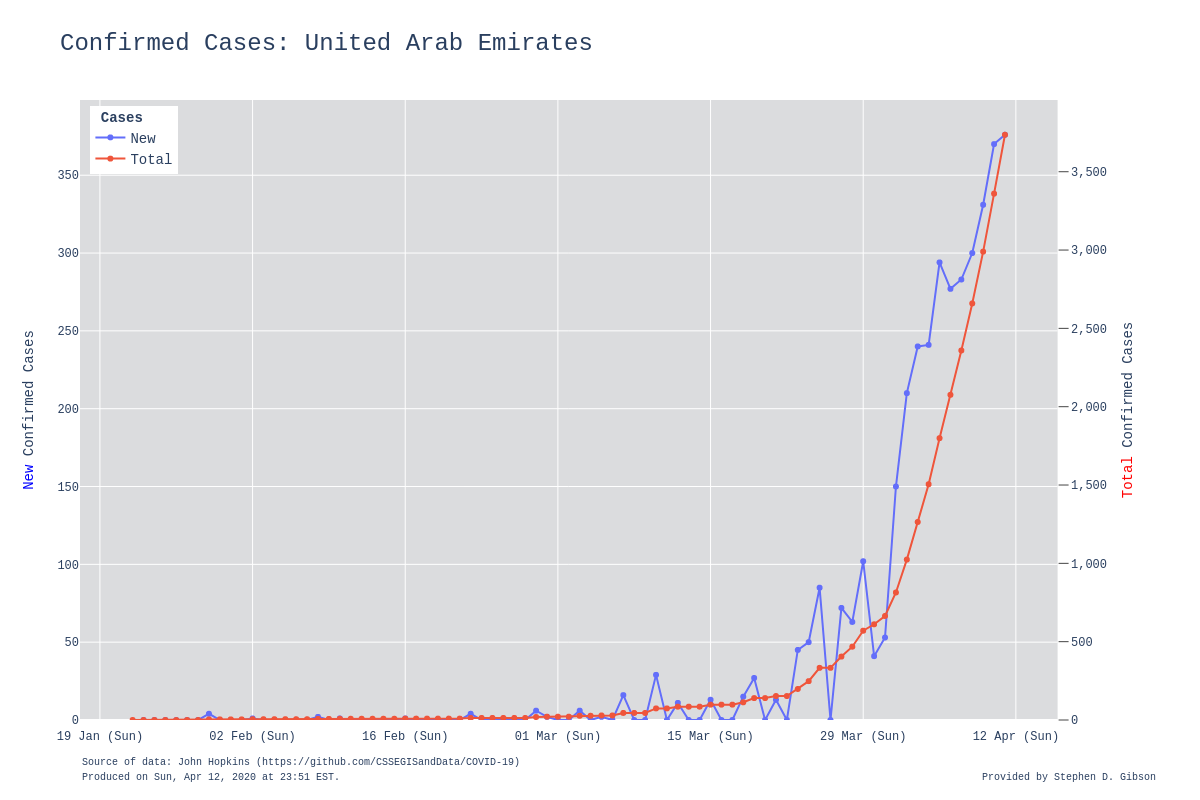 Confirmed Cases: United Arab Emirates
Cases
New
Total
350
300
250
200
150
100
50
0
New Confirmed Cases
3,500
3,000
2,500
2,000
1,500
1,000
500
0
Total Confirmed Cases
19 Jan (Sun) 02 Feb (Sun) 16 Feb (Sun) 01 Mar (Sun) 15 Mar (Sun) 29 Mar (Sun) 12 Apr (Sun)
Source of data: John Hopkins (https://github.com/CSSEGISandData/COVID-19)
Produced on Sun, Apr 12, 2020 at 23:51 EST.
Provided by Stephen D. Gibson